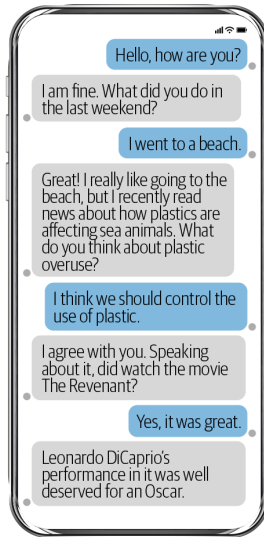 Hello, how are you?
I am fine. What did you do in
the last weekend?
I went to a beach.
Great! I really like going to the
beach, but I recently read
news about how plastics are
affecting sea animals. What
do you think about plastic
overuse?
I think we should control the
use of plastic.
I agree with you. Speaking
about it, did watch the movie
The Revenant?
Yes, it was great.
Leonardo DiCaprio's
performance in it was well
deserved for an Oscar.